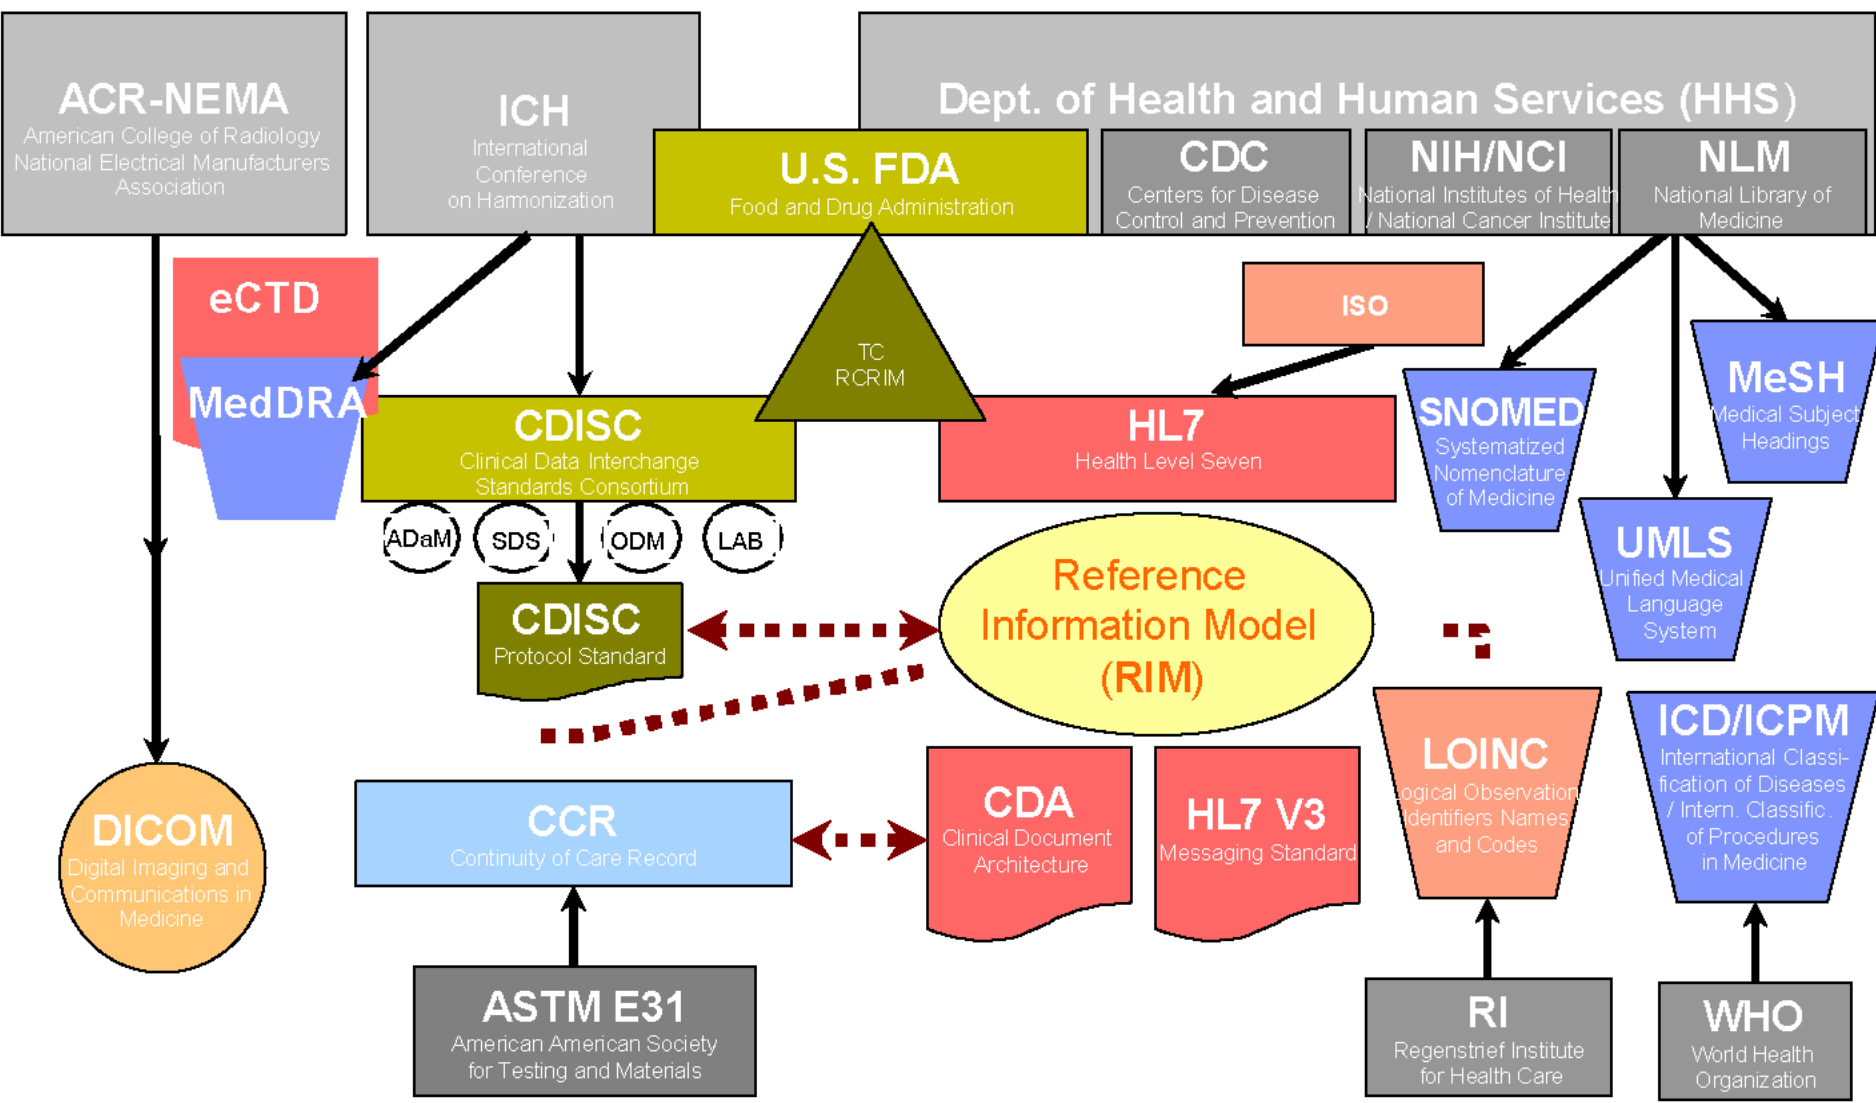 ACR-NEMA
American College of Radiology
National Electrical Manufacturers
Association
ICH
International
Conference
on Harmonization
Dept. of Health and Human Services (HHS)
U.S. FDA
Food and Drug Administration
CDC
Centers for Disease
Control and Prevention
NIH/NCI
National Institutes of Health
/ National Cancer Institute
NLM
National Library of
Medicine
eCTD
MedDRA
TC
RCRIM
ISO
CDISC
Clinical Data Interchange
Standards Consortium
HL7
Health Level Seven
SNOMED
Systematized
Nomenclature
of Medicine
MeSH
Medical Subject
Headings
UMLS
Unified Medical
Language
System
ADaM
SDS
ODM
LAB
CDISC
Protocol Standard
Reference
Information Model
(RIM)
DICOM
Digital Imaging and
Communications in
Medicine
CCR
Continuity of Care Record
CDA
Clinical Document
Architecture
HL7 V3
Messaging Standard
LOINC
Logical Observation
Identifiers Names
and Codes
ICD/ICPM
International Classi-
fication of Diseases
/ Intern. Classific.
of Procedures
in Medicine
ASTM E31
American American Society
for Testing and Materials
RI
Regenstrief Institute
for Health Care
WHO
World Health
Organization